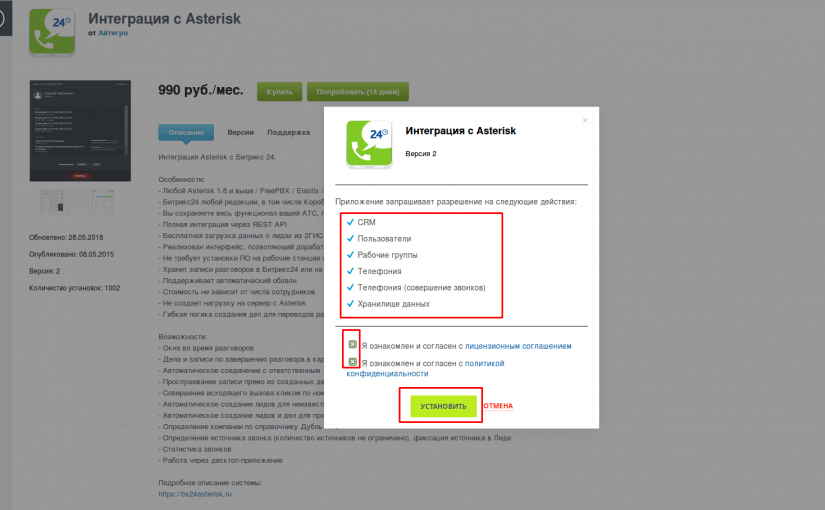 24
Интеграция с Asterisk
от Айтигро
990 руб./мес.
Купить
Попробовать (14 дней)
Описание
Версии
Поддержка
Интеграция Asterisk с Битрикс 24.
Особенности:
- Любой Asterisk 1.8 и выше / FreePBX / Elastix /
- Битрикс24 любой редакции, в том числе Короб
- Вы сохраняете весь функционал вашей АТС, п
- Полная интеграция через REST API
- Бесплатная загрузка данных о лидах из 2ГИС
- Реализован интерфейс, позволяющий дорабат
- Не требует установки ПО на рабочие станции
- Хранит записи разговоров в Битрикс24 или на
- Поддерживает автоматический обзвон
- Стоимость не зависит от числа сотрудников
- Не создает нагрузку на сервер с Asterisk
- Гибкая логика создания дел для переводов ра
Возможности:
- Окна во время разговоров
- Дела и записи по завершению разговора в кар
- Автоматическое соединение с ответственным
- Прослушивание записи прямо из созданных де
- Совершение исходящего вызова кликом по ном
- Автоматическое создание лидов для неизвест
- Автоматическое создание лидов и дел для про
- Определение компании по справочнику Дубль
- Определение источника звонка (количество источников не ограничено), фиксация источника в Лиде
- Статистика звонков
- Работа через десктоп-приложение
Подробное описание системы:
https://bx24asterisk.ru
Обновлено: 28.05.2018
Опубликовано: 08.05.2015
Версия: 2
Количество установок: 1002
×
24
Интеграция с Asterisk
Версия 2
Приложение запрашивает разрешение на следующие действия:
CRM
Пользователи
Рабочие группы
Телефония
Телефония (совершение звонков)
Хранилище данных
Я ознакомлен и согласен с лицензионным соглашением
Я ознакомлен и согласен с политикой
конфиденциальности
УСТАНОВИТЬ
ОТМЕНА